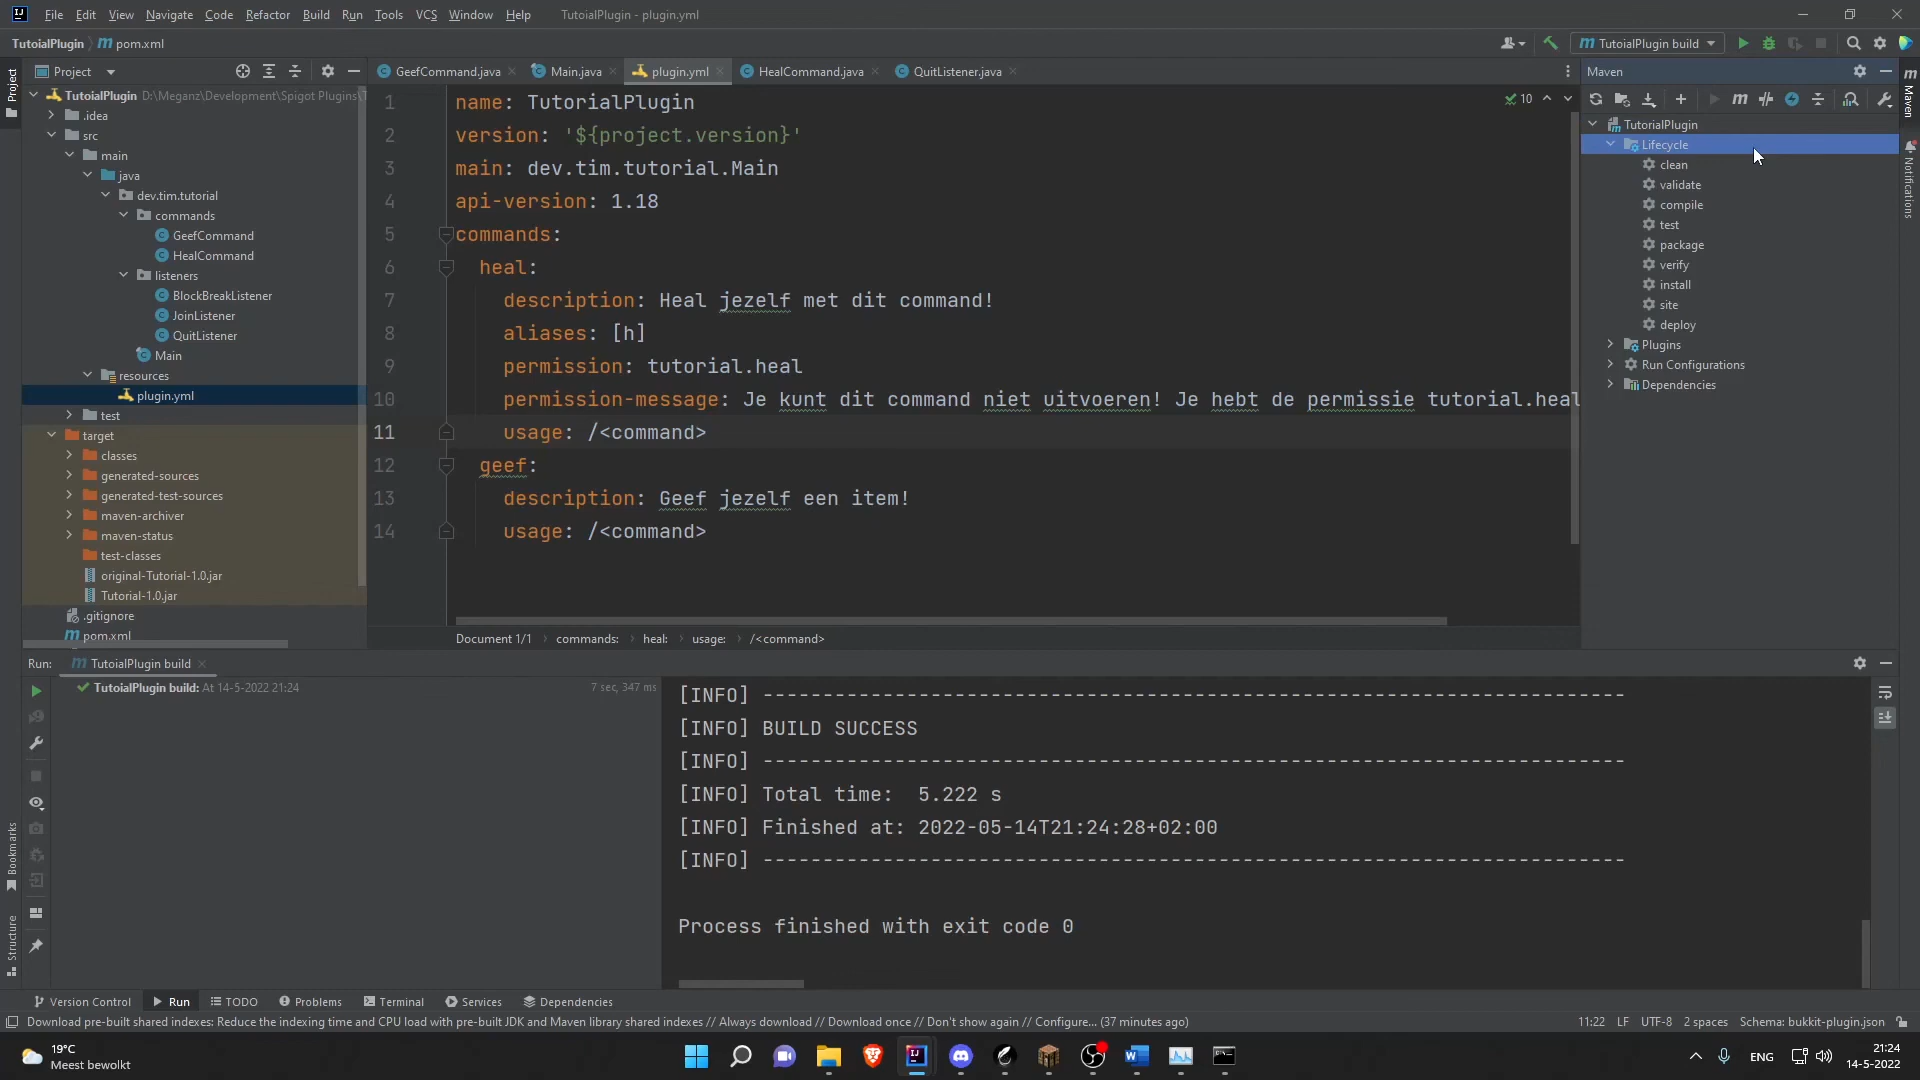 File Edit View Navigate Code Refactor Build Run Tools VCS Window Help TutoialPlugin - plugin.yml
TutoialPlugin pom.xml
TutoialPlugin build
Project
GeefCommand.java Main.java plugin.yml HealCommand.java QuitListener.java
Maven
TutoialPlugin D:\Meganz\Development\Spigot Plugins\T
.idea
src
main
java
dev.tim.tutorial
commands
GeefCommand
HealCommand
listeners
BlockBreakListener
JoinListener
QuitListener
Main
resources
plugin.yml
test
target
classes
generated-sources
generated-test-sources
maven-archiver
maven-status
test-classes
original-Tutorial-1.0.jar
Tutorial-1.0.jar
.gitignore
pom.xml
1 name: TutorialPlugin
2 version: '${project.version}'
3 main: dev.tim.tutorial.Main
4 api-version: 1.18
5 commands:
6 heal:
7 description: Heal jezelf met dit command!
8 aliases: [h]
9 permission: tutorial.heal
10 permission-message: Je kunt dit command niet uitvoeren! Je hebt de permissie tutorial.heal
11 usage: /<command>
12 geef:
13 description: Geef jezelf een item!
14 usage: /<command>
10
Document 1/1 commands: heal: usage: /<command>
TutorialPlugin
Lifecycle
clean
validate
compile
test
package
verify
install
site
deploy
Plugins
Run Configurations
Dependencies
Project
Bookmarks
Structure
Maven
Notifications
Run: TutoialPlugin build
TutoialPlugin build: At 14-5-2022 21:24 7 sec, 347 ms
[INFO] ------------------------------------------------------------------------
[INFO] BUILD SUCCESS
[INFO] ------------------------------------------------------------------------
[INFO] Total time:  5.222 s
[INFO] Finished at: 2022-05-14T21:24:28+02:00
[INFO] ------------------------------------------------------------------------
Process finished with exit code 0
Version Control Run TODO Problems Terminal Services Dependencies
Download pre-built shared indexes: Reduce the indexing time and CPU load with pre-built JDK and Maven library shared indexes // Always download // Download once // Don't show again // Configure... (37 minutes ago)
11:22 LF UTF-8 2 spaces Schema: bukkit-plugin.json
19°C
Meest bewolkt
ENG
21:24
14-5-2022